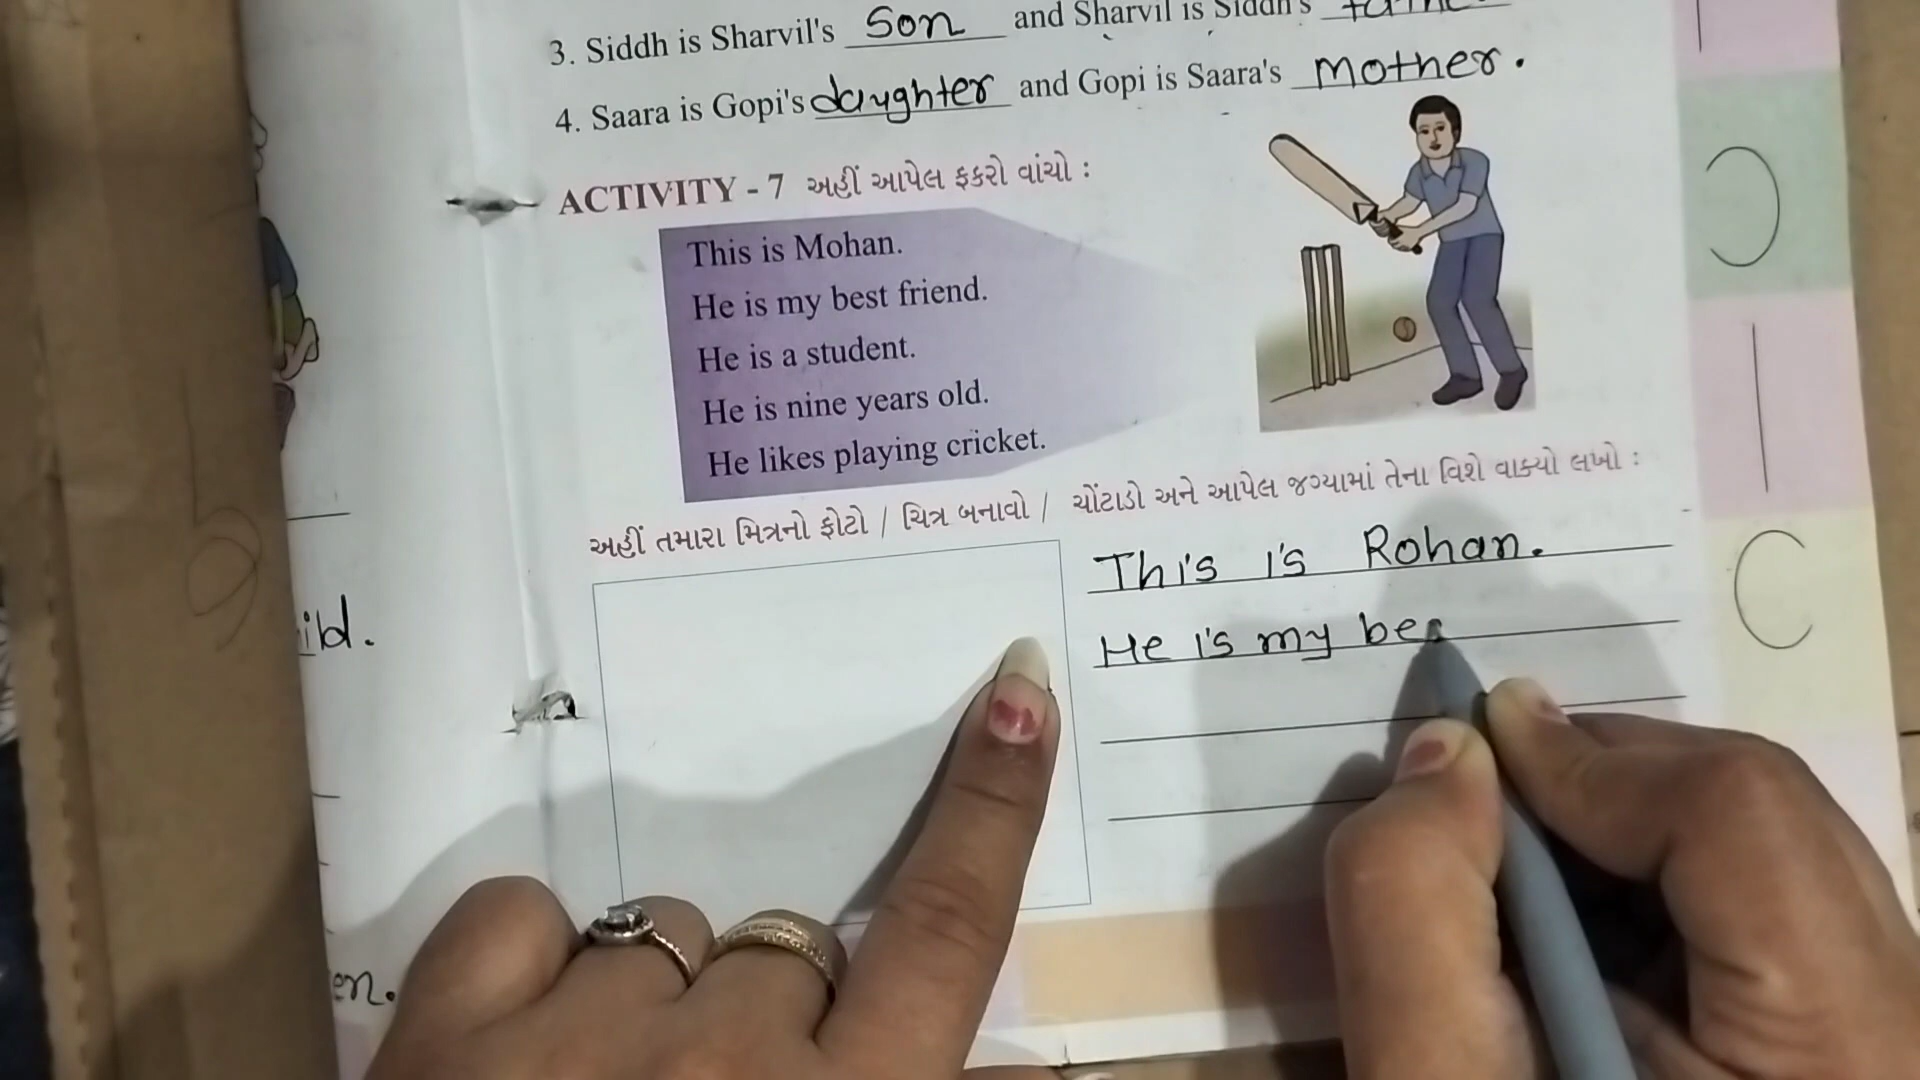 3. Siddh is Sharvil's son and Sharvil is Siddh's
4. Saara is Gopi's daughter and Gopi is Saara's mother.
ACTIVITY - 7 અહીં આપેલ ફકરો વાંચો :
This is Mohan.
He is my best friend.
He is a student.
He is nine years old.
He likes playing cricket.
અહીં તમારા મિત્રનો ફોટો / ચિત્ર બનાવો / ચોંટાડો અને આપેલ જગ્યામાં તેના વિશે વાક્યો લખો :
This is Rohan.
He is my be